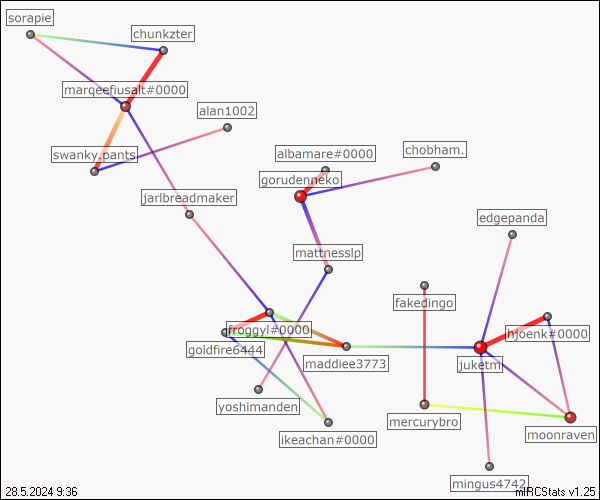 sorapie
chunkzter
marqeefiusalt#0000
alan1002
swanky.pants
albamare#0000
chobham.
gorudenneko
jarlbreadmaker
edgepanda
mattnesslp
fakedingo
froggyl#0000
hjoenk#0000
goldfire6444
maddiee3773
juketm
yoshimanden
mercurybro
ikeachan#0000
moonraven
mingus4742
28.5.2024 9:36
mIRCStats v1.25